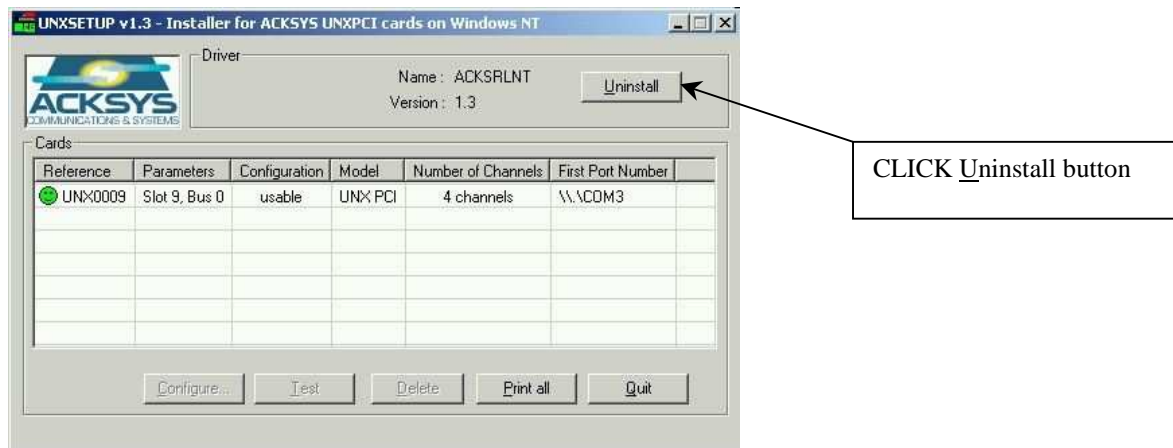 UNXSETUP v1.3 - Installer for ACKSYS UNXPCI cards on Windows NT
ACKSYS
COMMUNICATIONS & SYSTEMS
Driver
Name : ACKSRLNT
Version : 1.3
Uninstall
CLICK Uninstall button
Cards
Reference Parameters Configuration Model Number of Channels First Port Number
UNX0009 Slot 9, Bus 0 usable UNX PCI 4 channels \\.\COM3
Configure... Test Delete Print all Quit